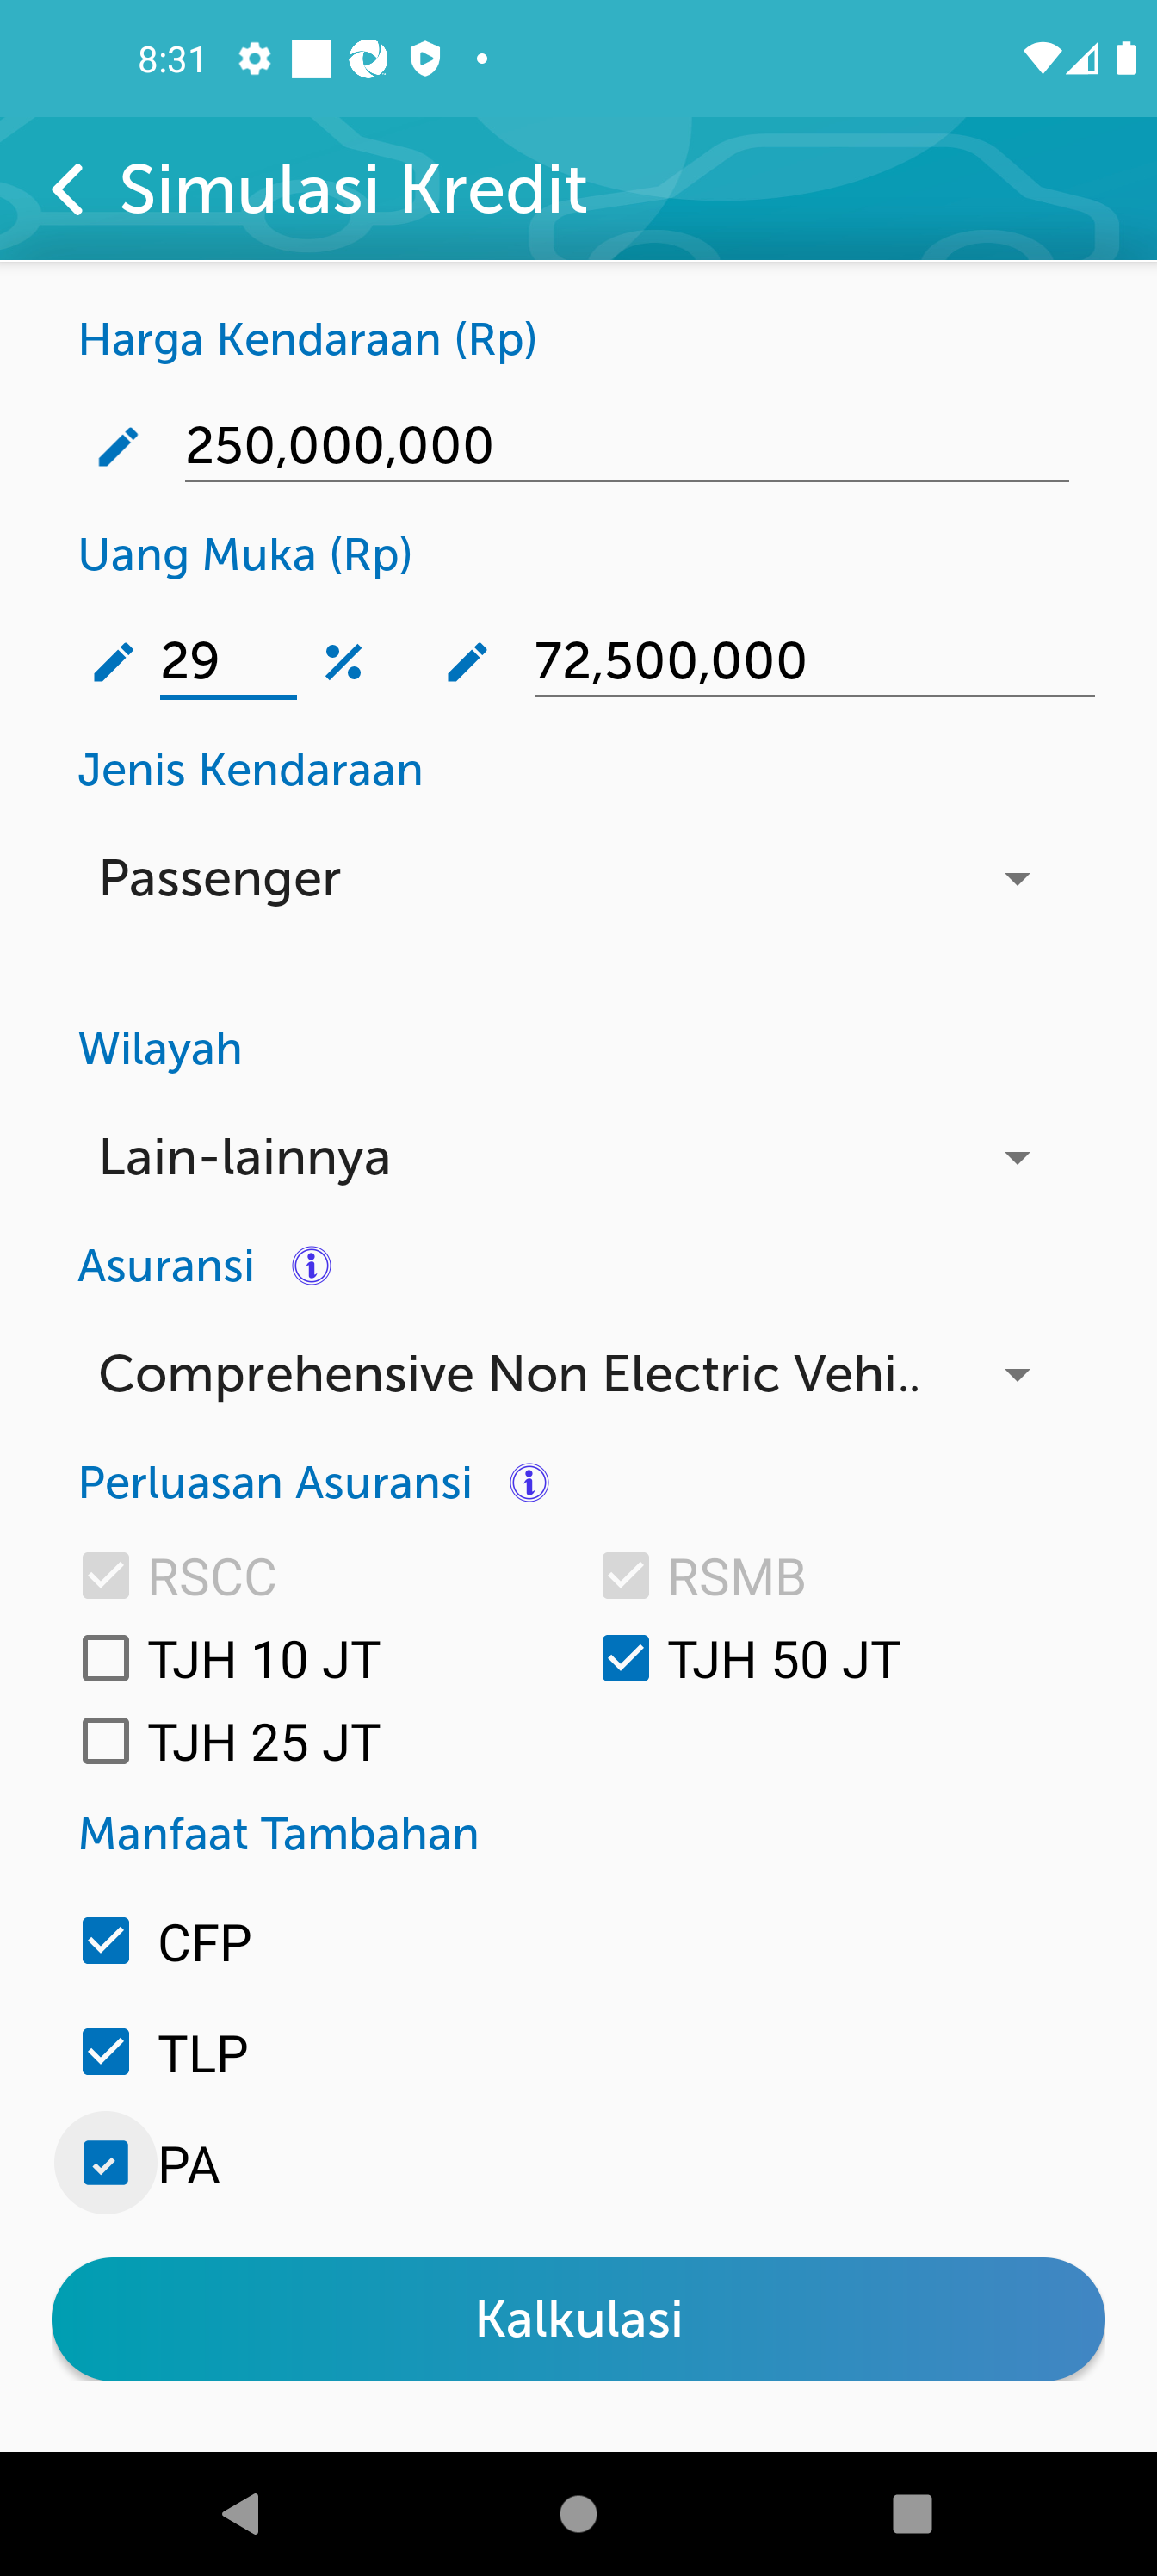 8:31
Simulasi Kredit
Harga Kendaraan (Rp)
250,000,000
Uang Muka (Rp)
29 % 72,500,000
Jenis Kendaraan
Passenger
Wilayah
Lain-lainnya
Asuransi
Comprehensive Non Electric Vehi..
Perluasan Asuransi
RSCC RSMB
TJH 10 JT TJH 50 JT
TJH 25 JT
Manfaat Tambahan
CFP
TLP
PA
Kalkulasi